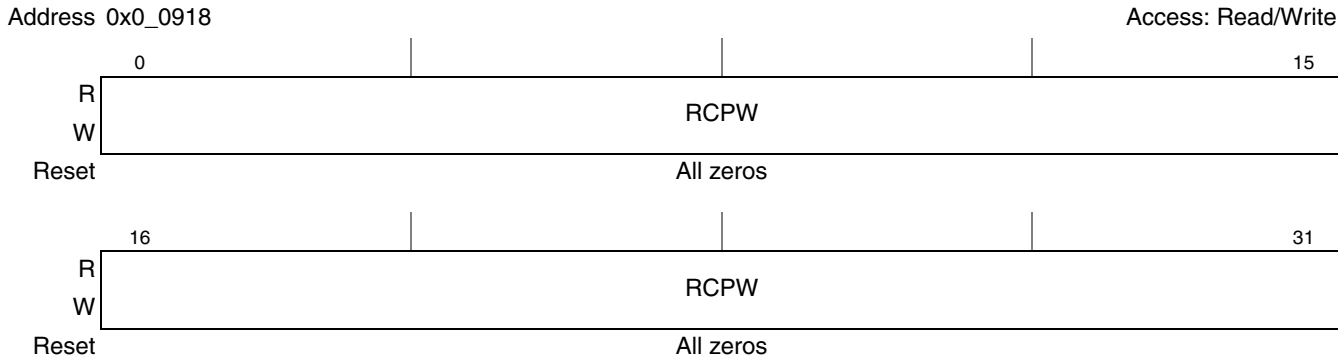 Address 0x0_0918 Access: Read/Write
0 15
R
RCPW
W
Reset All zeros
16 31
R
RCPW
W
Reset All zeros